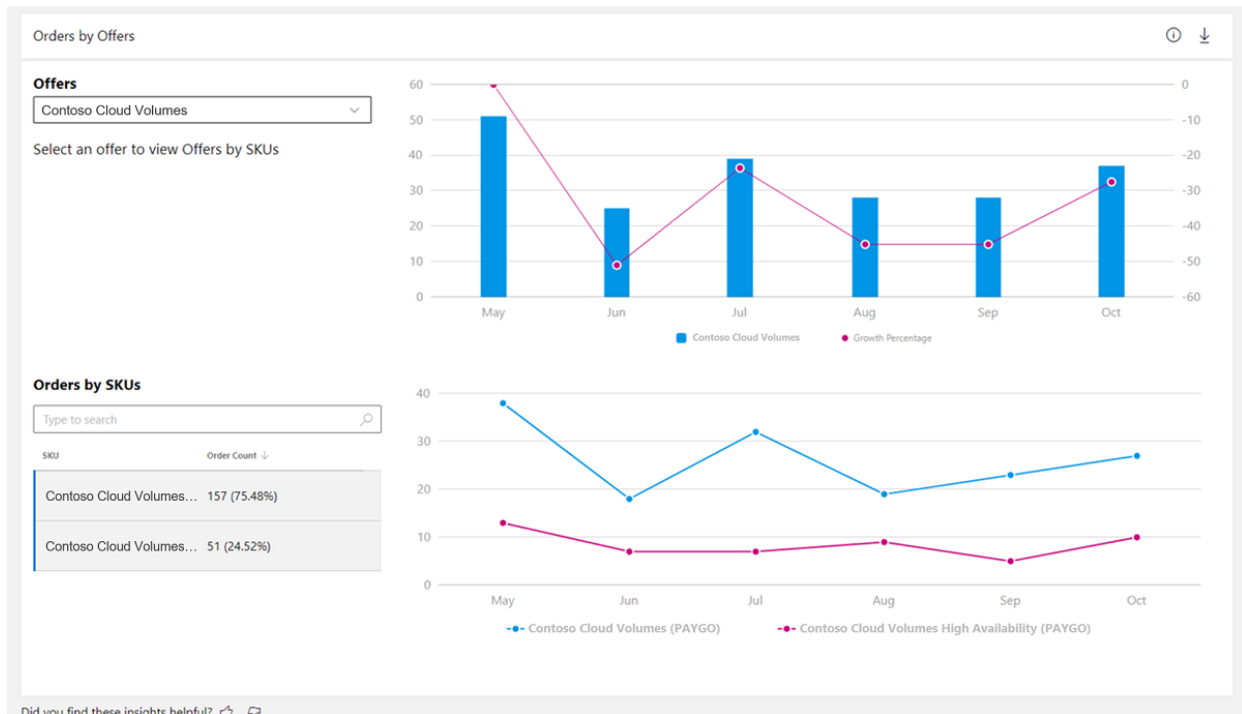 Orders by Offers
Offers
Contoso Cloud Volumes
Select an offer to view Offers by SKUs
60
50
40
30
20
10
0
0
-10
-20
-30
-40
-50
-60
May Jun Jul Aug Sep Oct
Contoso Cloud Volumes Growth Percentage
Orders by SKUs
Type to search
SKU Order Count ↓
Contoso Cloud Volumes... 157 (75.48%)
Contoso Cloud Volumes... 51 (24.52%)
40
30
20
10
0
May Jun Jul Aug Sep Oct
Contoso Cloud Volumes (PAYGO) Contoso Cloud Volumes High Availability (PAYGO)
Did you find these insights helpful?